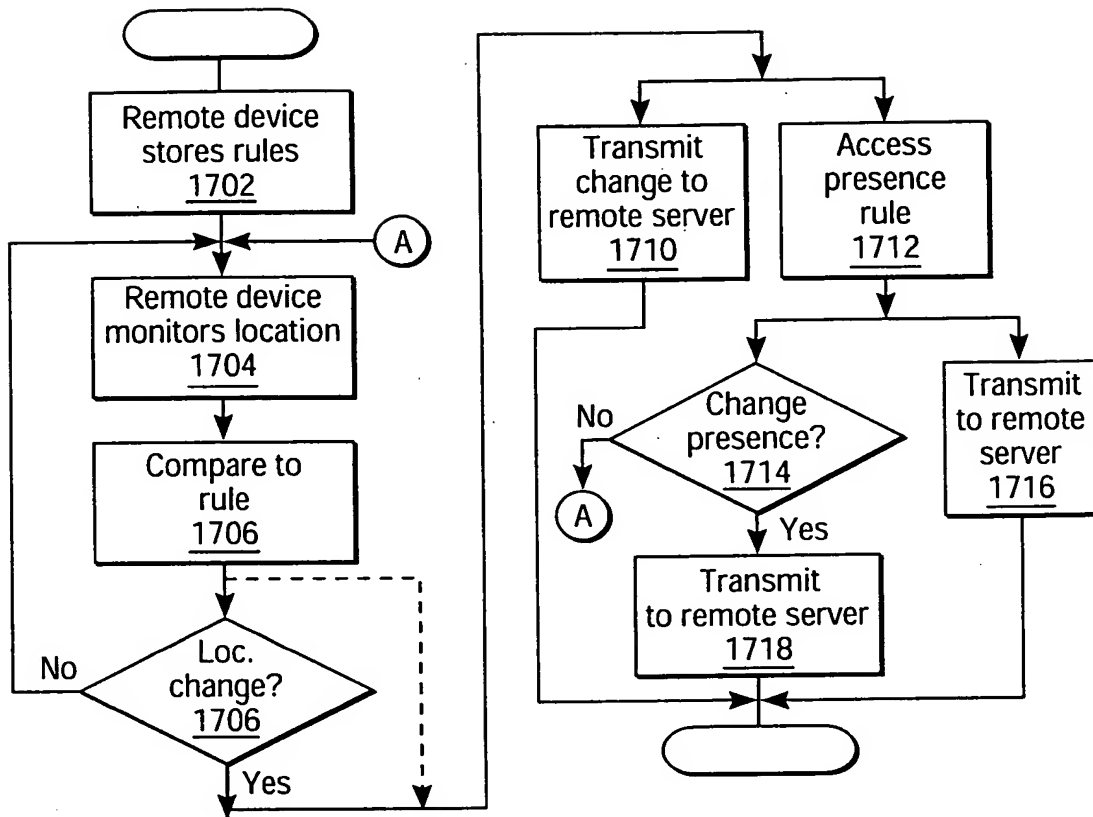 Remote device
stores rules
1702
A
Remote device
monitors location
1704
Compare to
rule
1706
No
Loc.
change?
1706
Yes
Transmit
change to
remote server
1710
Access
presence
rule
1712
No
Change
presence?
1714
A
Yes
Transmit
to remote
server
1716
Transmit
to remote server
1718